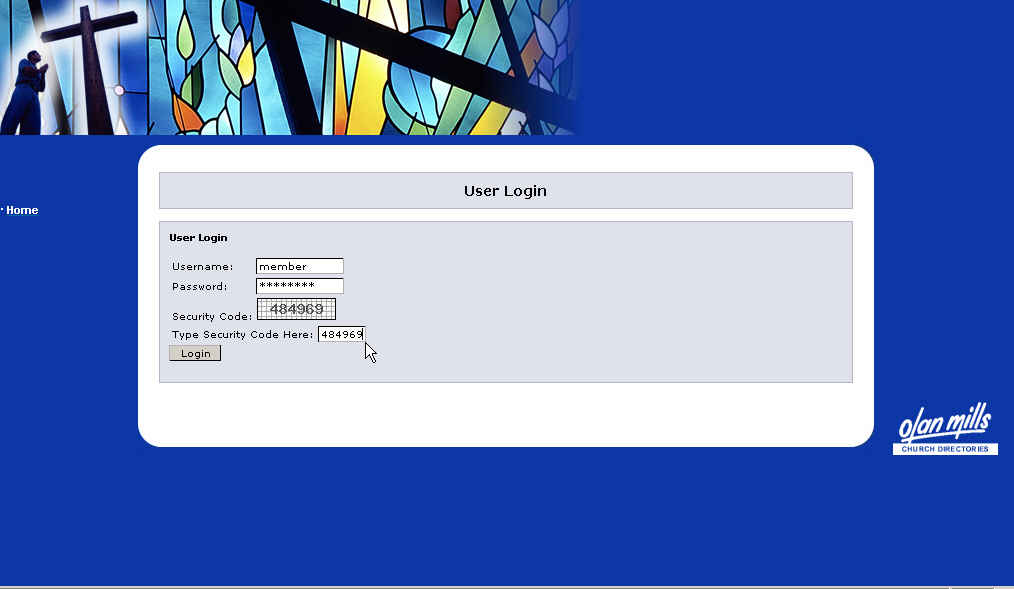 User Login
· Home
User Login
Username: member
Password: ********
Security Code: 484969
Type Security Code Here: 484969
Login
olan mills
CHURCH DIRECTORIES